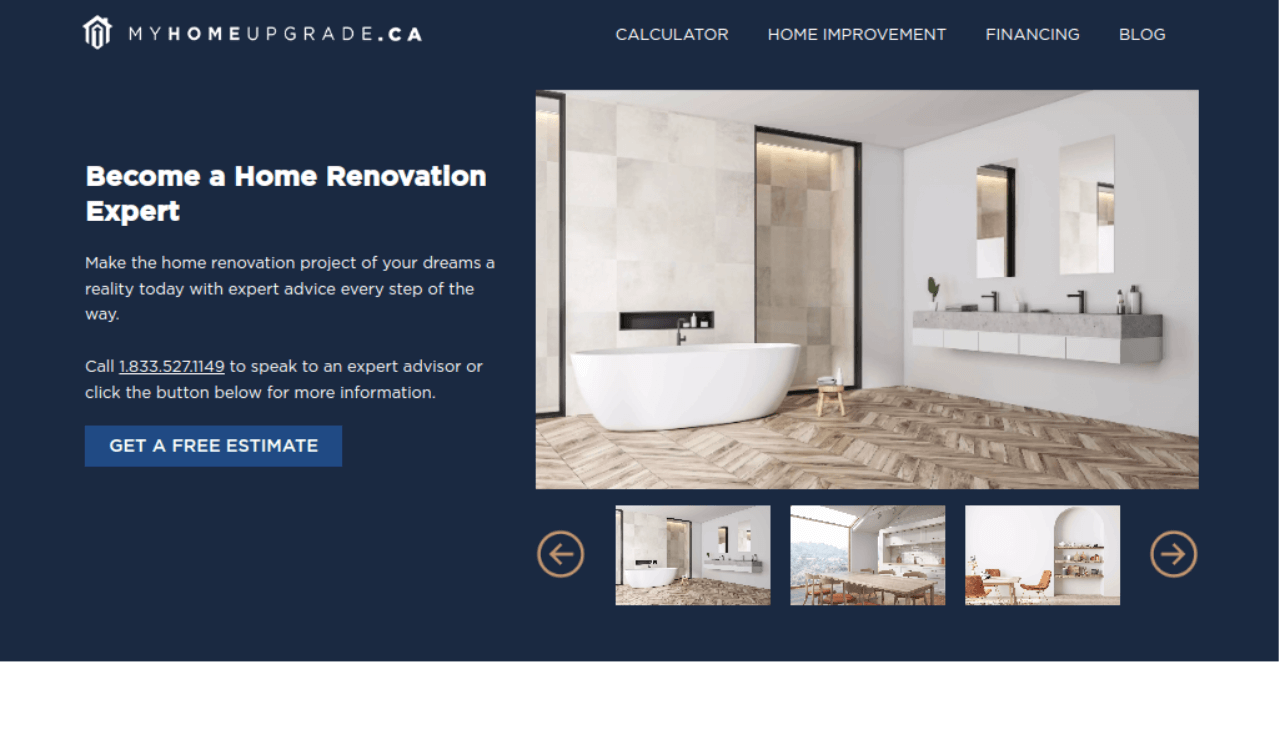 MYHOMEUPGRADE.CA
CALCULATOR HOME IMPROVEMENT FINANCING BLOG
Become a Home Renovation
Expert
Make the home renovation project of your dreams a
reality today with expert advice every step of the
way.
Call 1.833.527.1149 to speak to an expert advisor or
click the button below for more information.
GET A FREE ESTIMATE